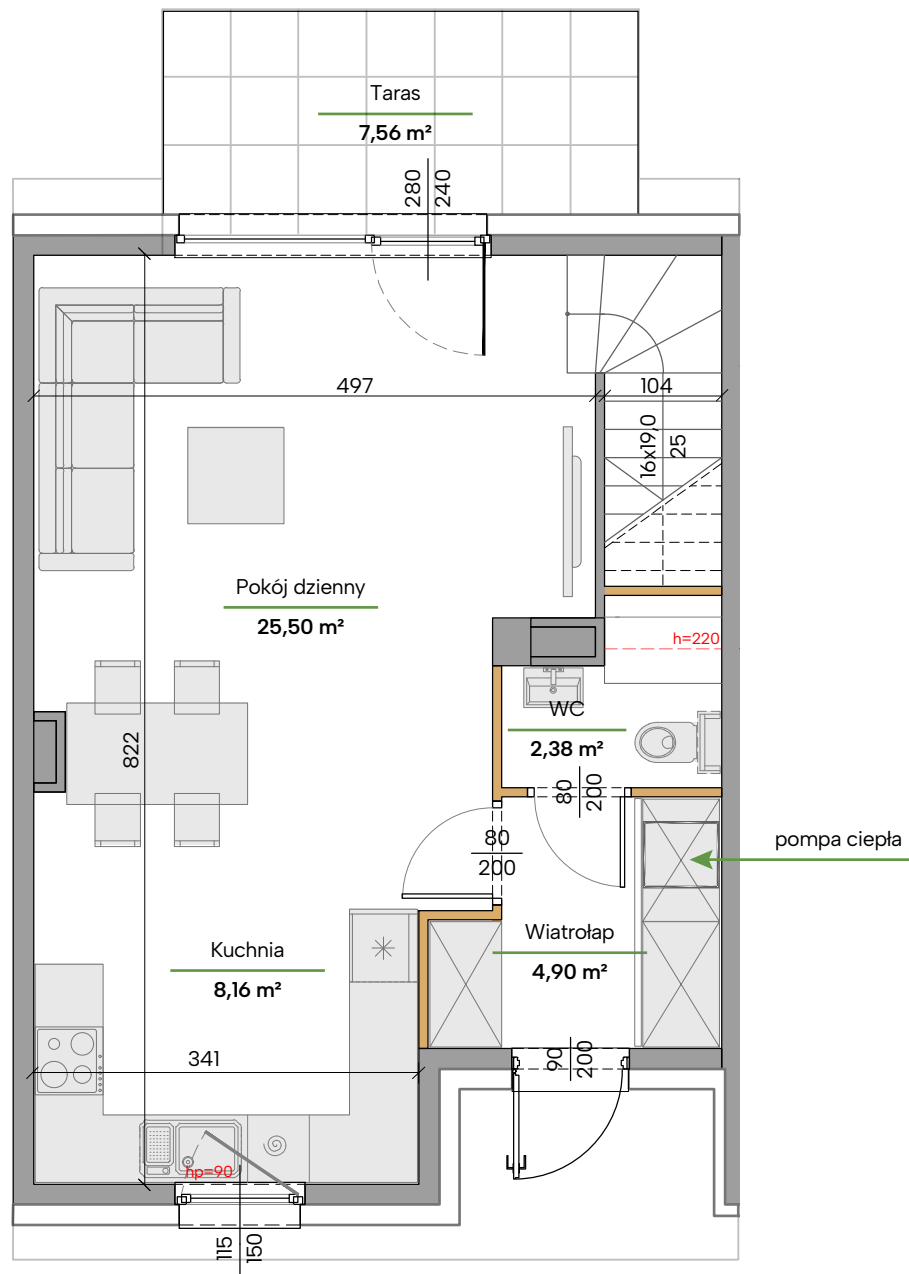 Taras
7,56 m²
280
240
497
104
16x19,0
25
Pokój dzienny
25,50 m²
h=220
WC
2,38 m²
822
80
200
80
200
pompa ciepła
Wiatrołap
4,90 m²
Kuchnia
8,16 m²
341
90
200
hp=90
115
150